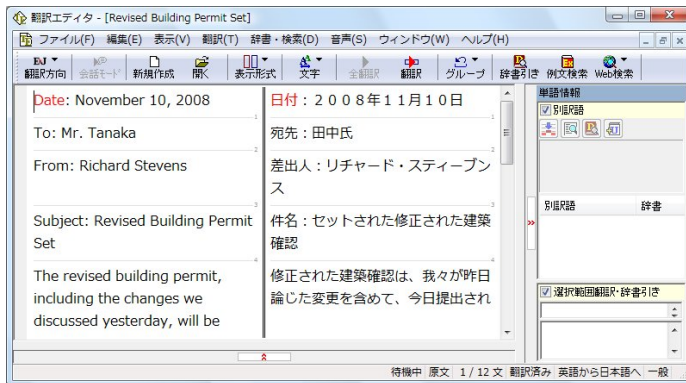 翻訳エディタ - [Revised Building Permit Set]
ファイル(F) 編集(E) 表示(V) 翻訳(T) 辞書・検索(D) 音声(S) ウィンドウ(W) ヘルプ(H)
翻訳方向 会話モード 新規作成 開く 表示形式 文字 全翻訳 翻訳 グループ 辞書引き 例文検索 Web検索
Date: November 10, 2008
1
To: Mr. Tanaka
2
From: Richard Stevens
3
Subject: Revised Building Permit
Set
4
The revised building permit,
including the changes we
discussed yesterday, will be
日付：２００８年１１月１０日
1
宛先：田中氏
2
差出人：リチャード・スティーブン
ス
3
件名：セットされた修正された建築
確認
4
修正された建築確認は、我々が昨日
論じた変更を含めて、今日提出され
単語情報
別訳語
別訳語 辞書
選択範囲翻訳・辞書引き
待機中 原文 1 / 12 文 翻訳済み 英語から日本語へ 一般